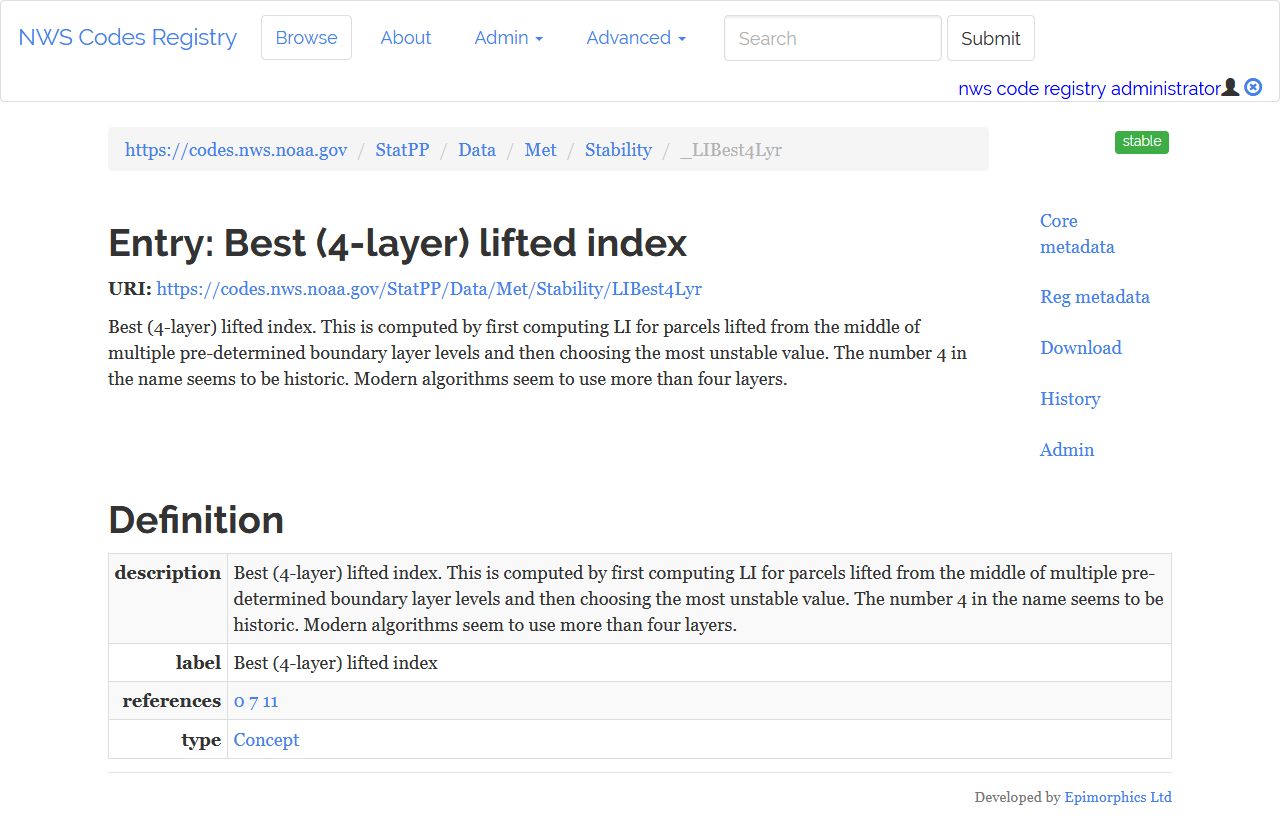 NWS Codes Registry Browse About Admin Advanced Search Submit
nws code registry administrator
https://codes.nws.noaa.gov / StatPP / Data / Met / Stability / _LIBest4Lyr
stable
Entry: Best (4-layer) lifted index
URI: https://codes.nws.noaa.gov/StatPP/Data/Met/Stability/LIBest4Lyr
Best (4-layer) lifted index. This is computed by first computing LI for parcels lifted from the middle of
multiple pre-determined boundary layer levels and then choosing the most unstable value. The number 4 in
the name seems to be historic. Modern algorithms seem to use more than four layers.
Core
metadata
Reg metadata
Download
History
Admin
Definition
description Best (4-layer) lifted index. This is computed by first computing LI for parcels lifted from the middle of multiple pre-
determined boundary layer levels and then choosing the most unstable value. The number 4 in the name seems to be
historic. Modern algorithms seem to use more than four layers.
label Best (4-layer) lifted index
references 0 7 11
type Concept
Developed by Epimorphics Ltd